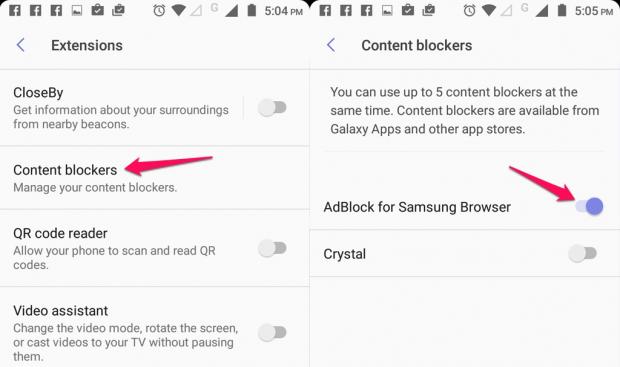 G 5:04 PM
Extensions
CloseBy
Get information about your surroundings
from nearby beacons.
Content blockers
Manage your content blockers.
QR code reader
Allow your phone to scan and read QR
codes.
Video assistant
Change the video mode, rotate the screen,
or cast videos to your TV without pausing
them.
G 5:05 PM
Content blockers
You can use up to 5 content blockers at the
same time. Content blockers are available from
Galaxy Apps and other app stores.
AdBlock for Samsung Browser
Crystal